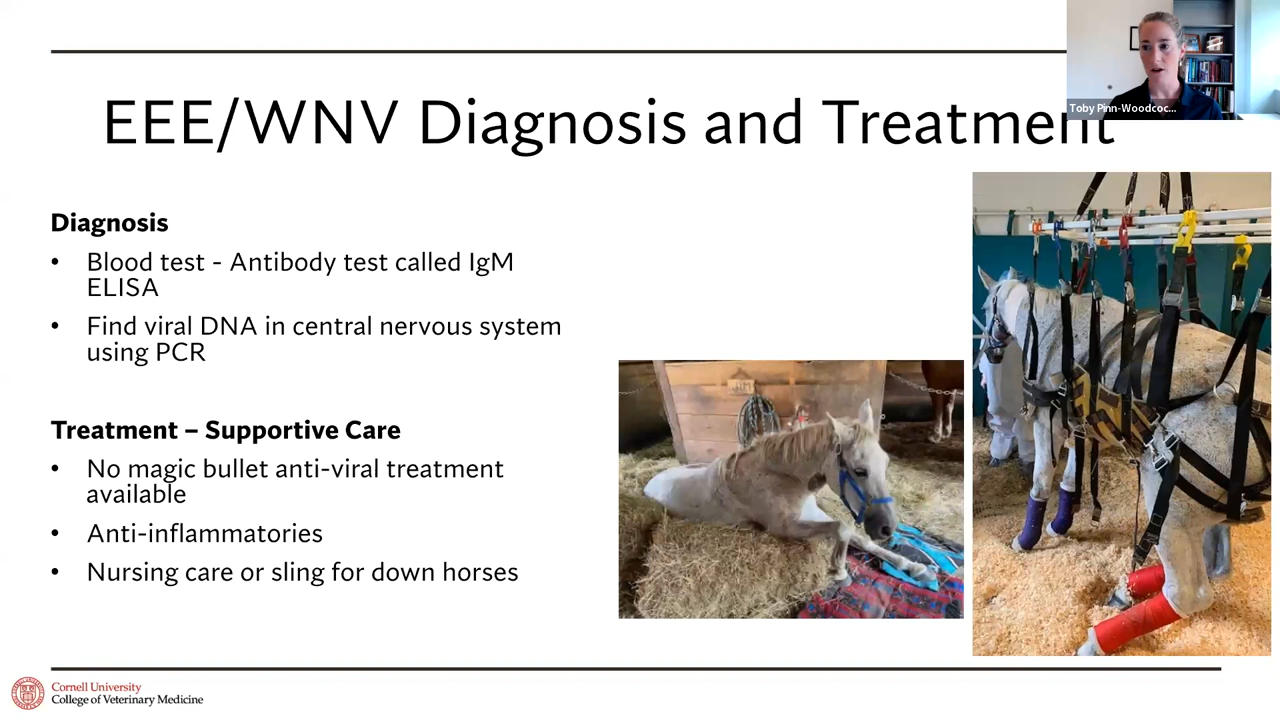 Toby Pinn-Woodcoc...
EEE/WNV Diagnosis and Treatment
Diagnosis
• Blood test - Antibody test called IgM
ELISA
• Find viral DNA in central nervous system
using PCR
Treatment – Supportive Care
• No magic bullet anti-viral treatment
available
• Anti-inflammatories
• Nursing care or sling for down horses
Cornell University
College of Veterinary Medicine